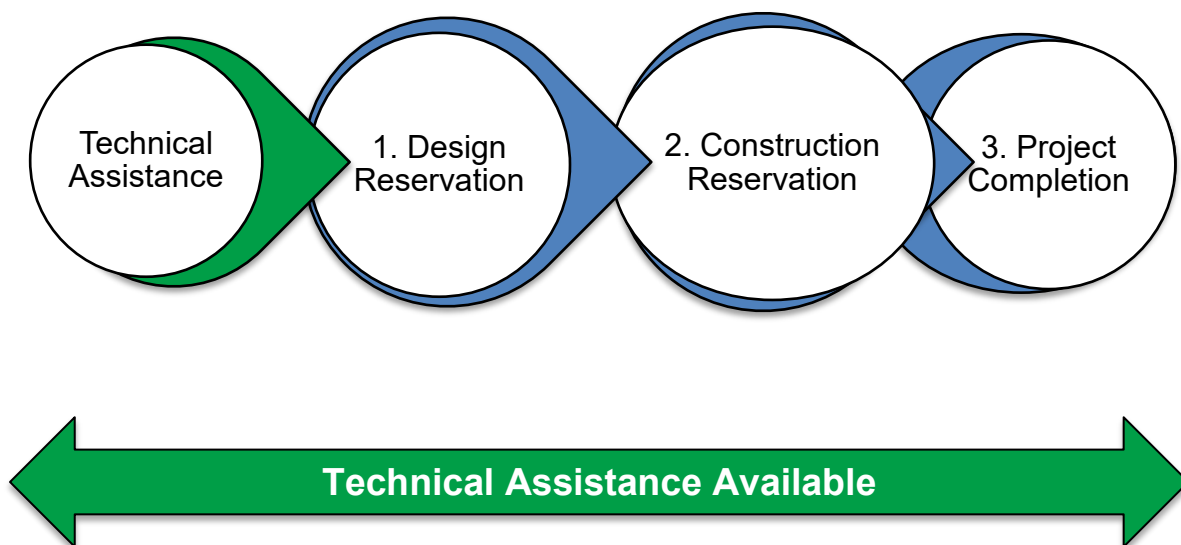 Technical
Assistance
1. Design
Reservation
2. Construction
Reservation
3. Project
Completion
Technical Assistance Available